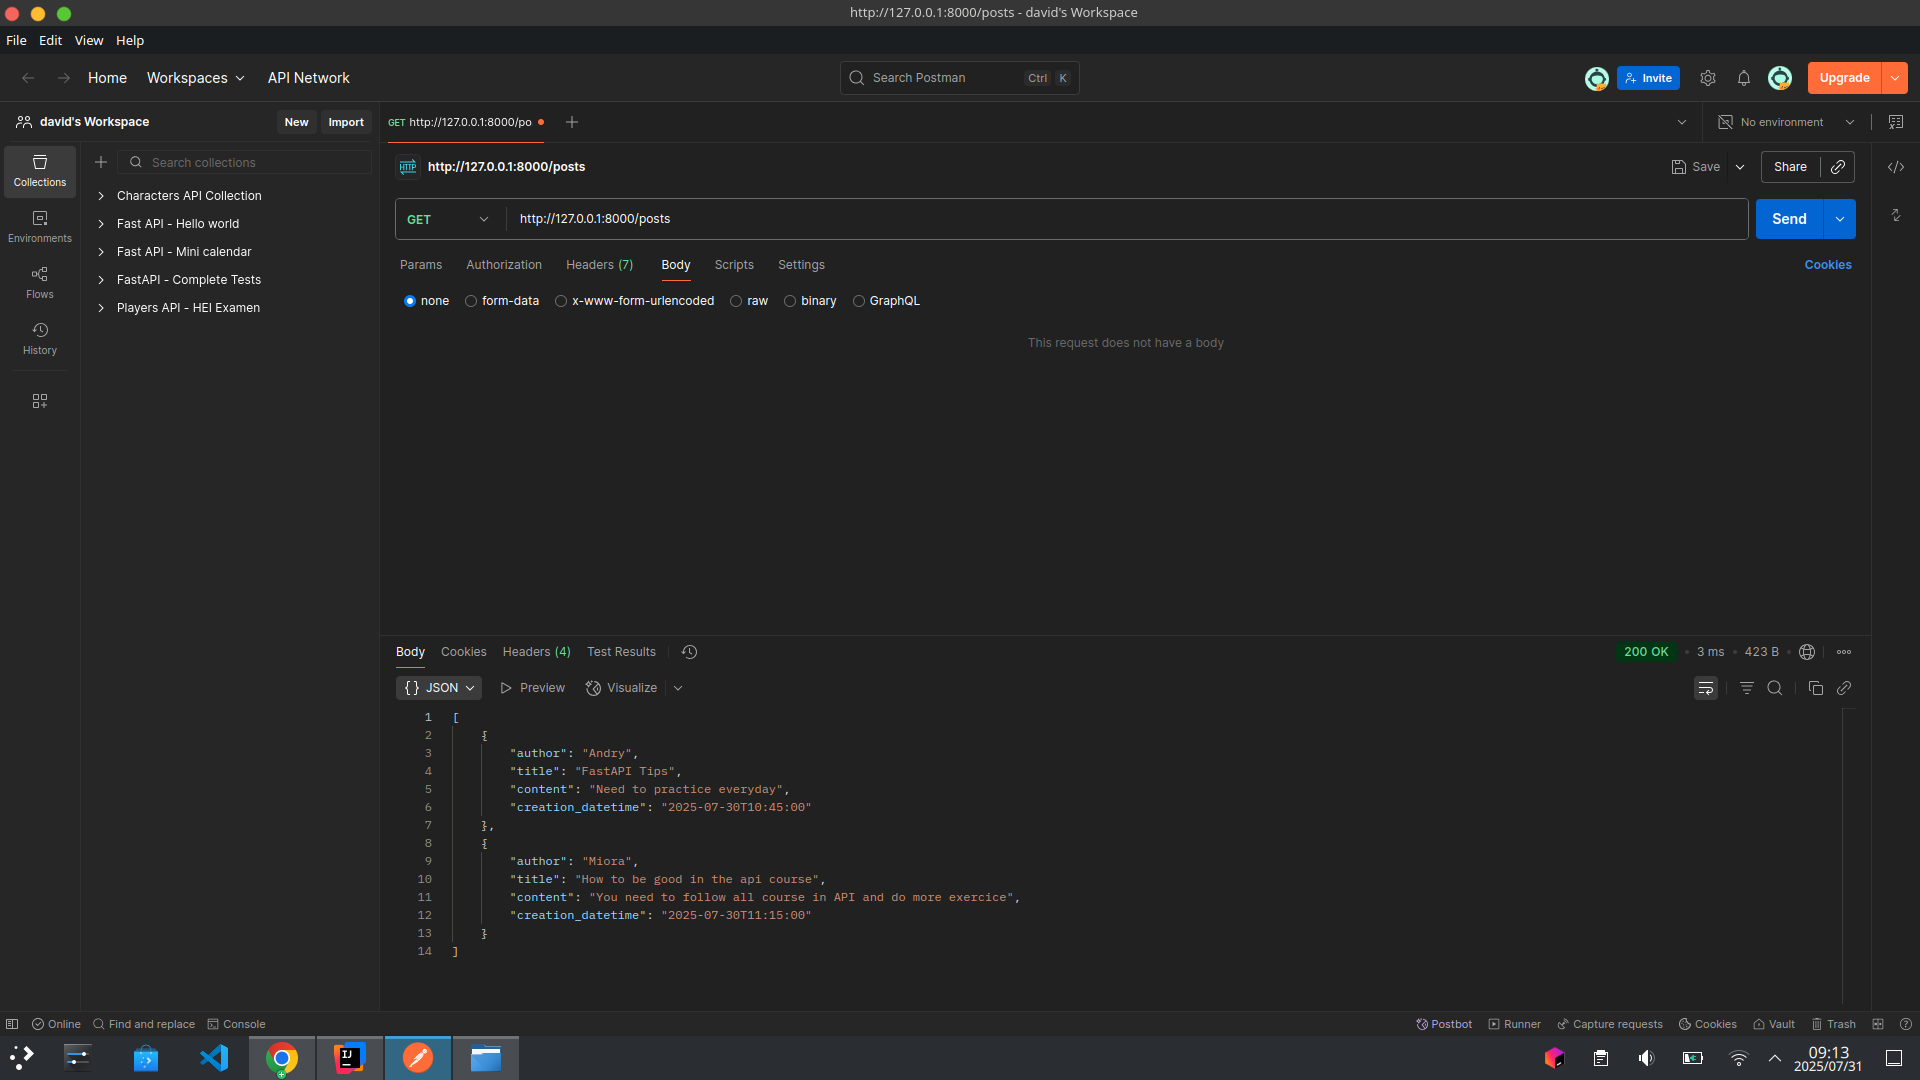 http://127.0.0.1:8000/posts - david's Workspace
File Edit View Help
Home Workspaces API Network
Search Postman Ctrl K
Invite
Upgrade
david's Workspace
New Import
GET http://127.0.0.1:8000/po
No environment
Collections
Search collections
Characters API Collection
Fast API - Hello world
Fast API - Mini calendar
FastAPI - Complete Tests
Players API - HEI Examen
Environments
Flows
History
HTTP http://127.0.0.1:8000/posts
Save Share
GET http://127.0.0.1:8000/posts
Send
Params Authorization Headers (7) Body Scripts Settings
Cookies
none form-data x-www-form-urlencoded raw binary GraphQL
This request does not have a body
Body Cookies Headers (4) Test Results
200 OK • 3 ms • 423 B •
{} JSON Preview Visualize
1 [
2 {
3 "author": "Andry",
4 "title": "FastAPI Tips",
5 "content": "Need to practice everyday",
6 "creation_datetime": "2025-07-30T10:45:00"
7 },
8 {
9 "author": "Miora",
10 "title": "How to be good in the api course",
11 "content": "You need to follow all course in API and do more exercice",
12 "creation_datetime": "2025-07-30T11:15:00"
13 }
14 ]
Online Find and replace Console
Postbot Runner Capture requests Cookies Vault Trash
IJ
09:13
2025/07/31